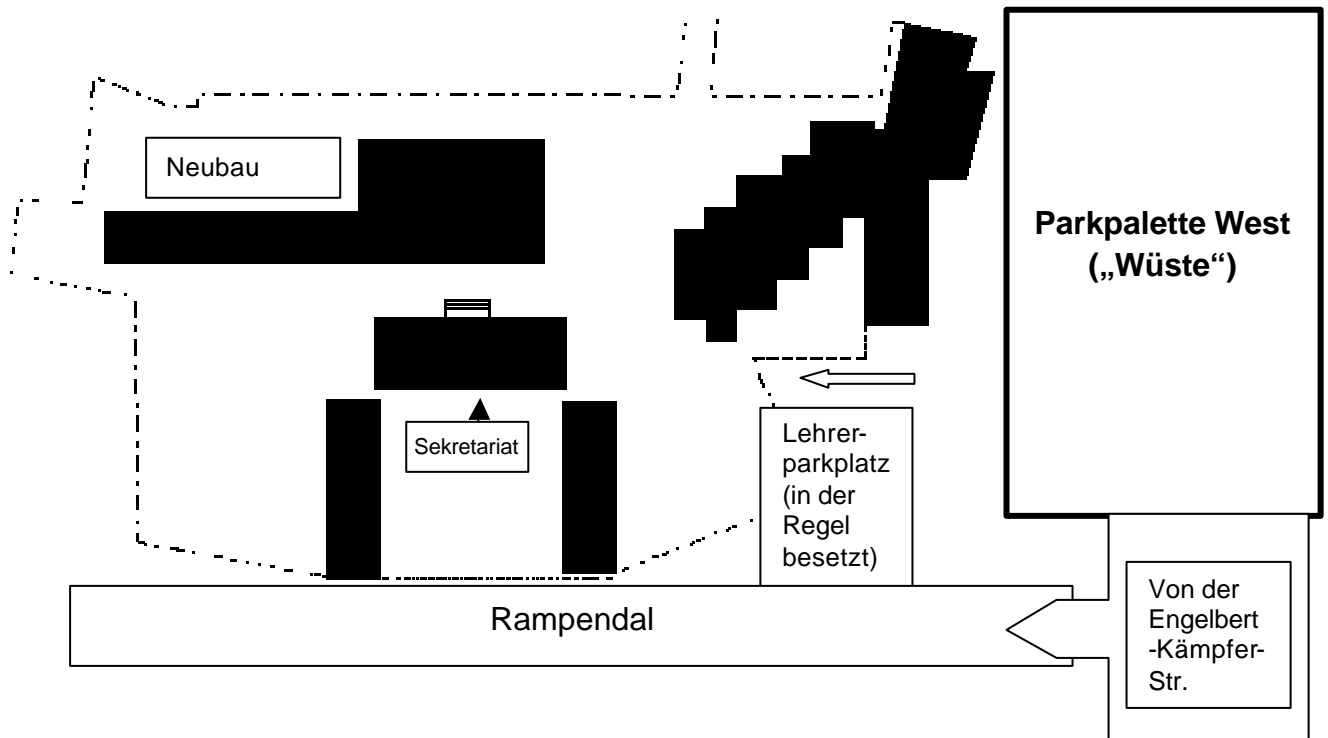 Neubau
Parkpalette West
(„Wüste“)
Sekretariat
Lehrer-
parkplatz
(in der
Regel
besetzt)
Rampendal
Von der
Engelbert
-Kämpfer-
Str.